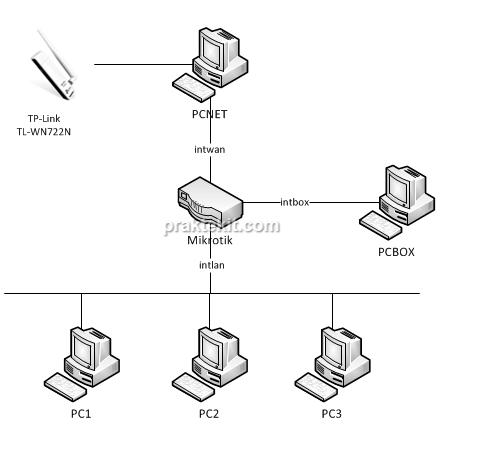 TP-Link
TL-WN722N
PCNET
intwan
intbox
praktekit.com
Mikrotik
PCBOX
intlan
PC1
PC2
PC3